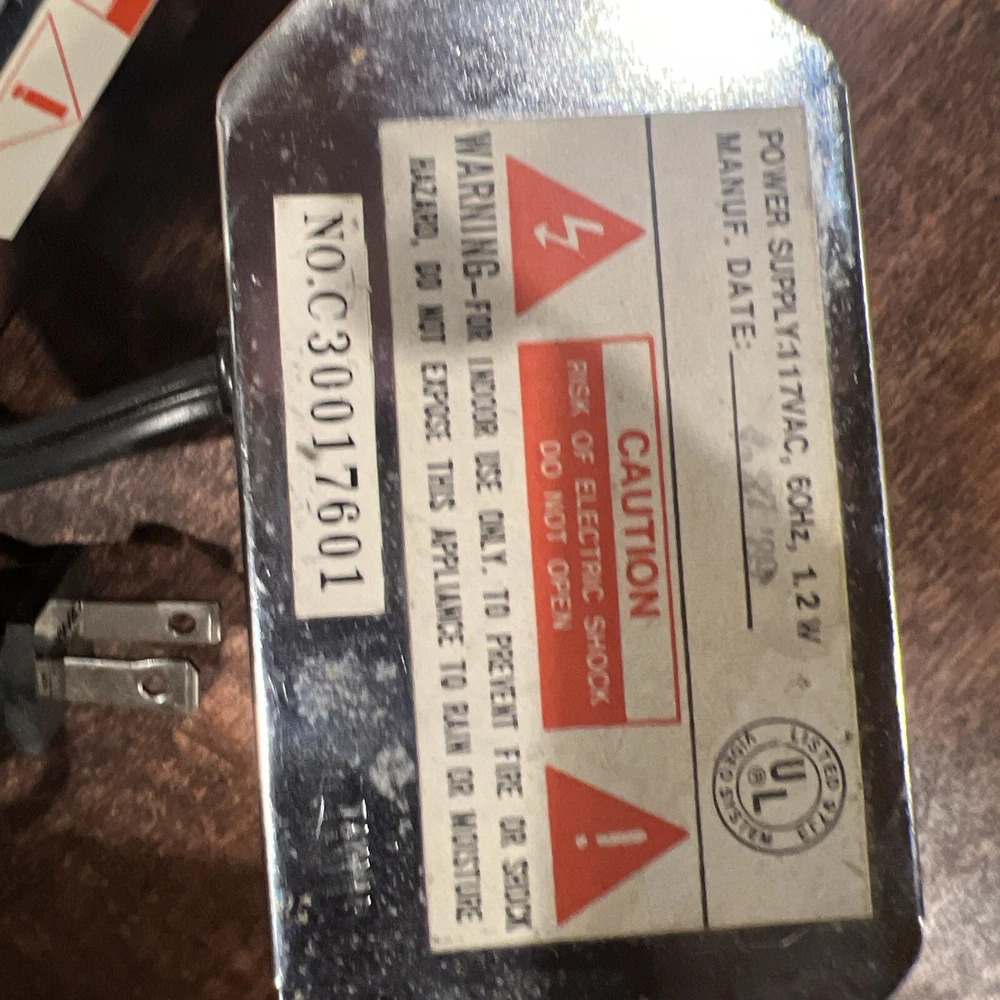 POWER SUPPLY:117VAC, 60Hz, 1.2W
MANUF. DATE:
LISTED
UL
CAUTION
RISK OF ELECTRIC SHOCK
DO NOT OPEN
!
WARNING-FOR INDOOR USE ONLY. TO PREVENT FIRE OR SHOCK
HAZARD, DO NOT EXPOSE THIS APPLIANCE TO RAIN OR MOISTURE
NO.C30017601